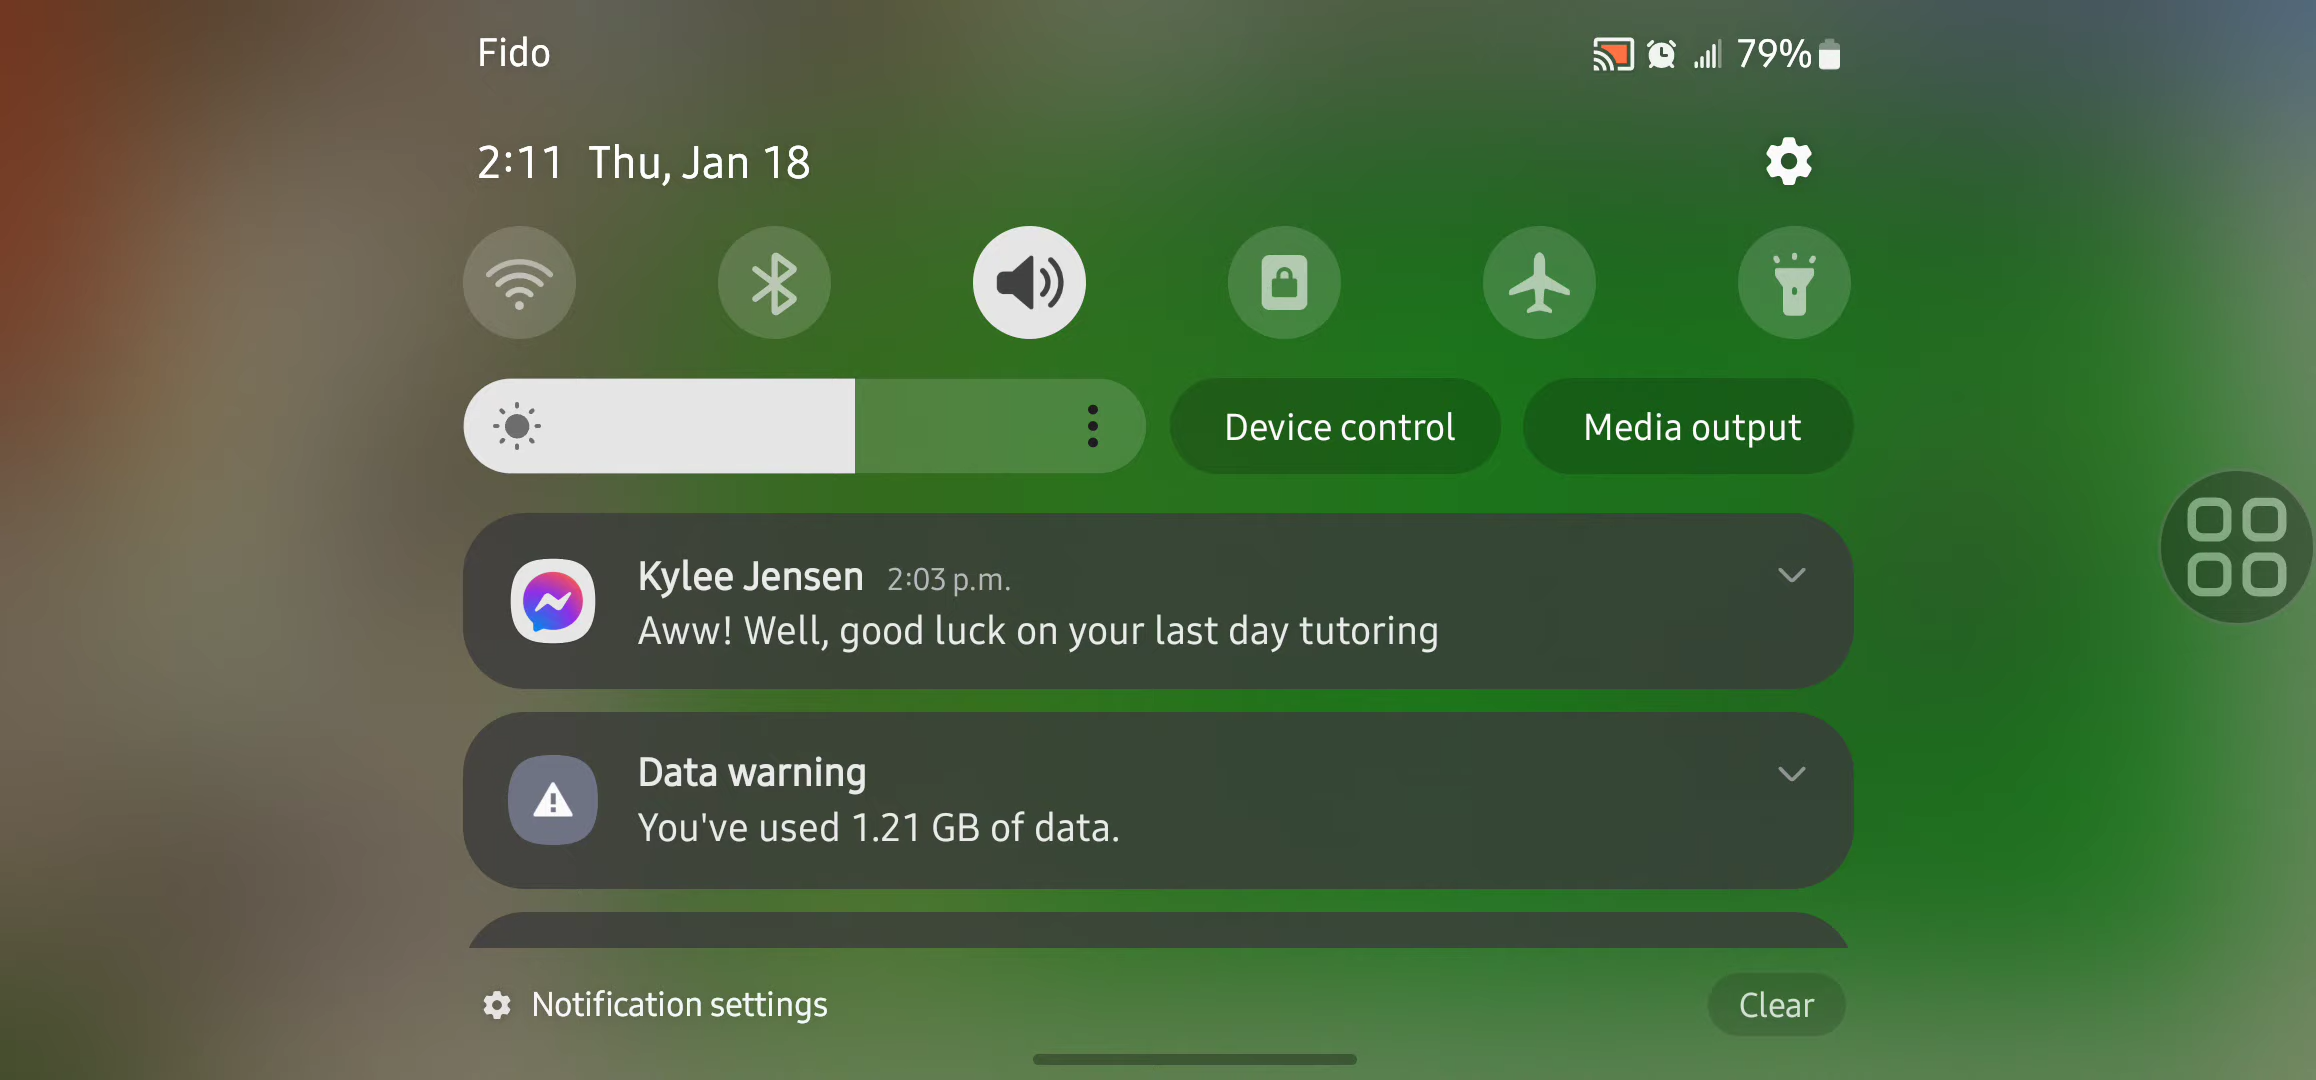 Fido
79%
2:11 Thu, Jan 18
Device control
Media output
Kylee Jensen 2:03 p.m.
Aww! Well, good luck on your last day tutoring
Data warning
You've used 1.21 GB of data.
Notification settings
Clear